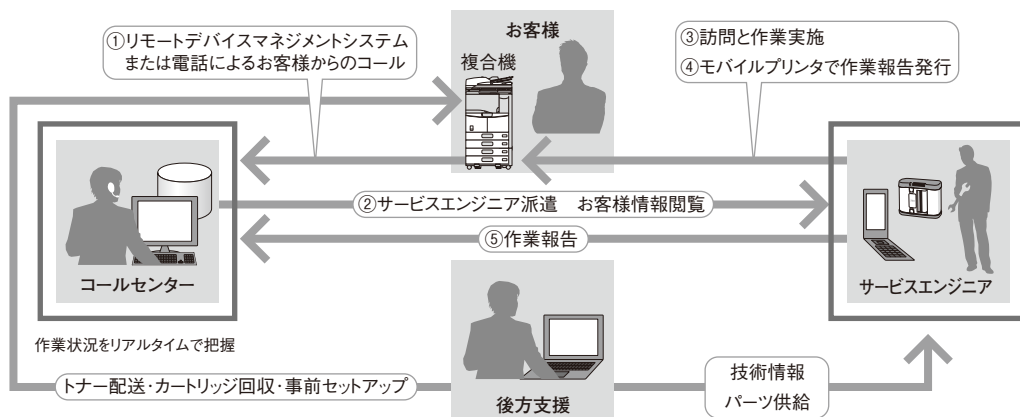 ①リモートデバイスマネジメントシステム
または電話によるお客様からのコール
お客様
複合機
③訪問と作業実施
④モバイルプリンタで作業報告発行
②サービスエンジニア派遣　お客様情報閲覧
⑤作業報告
コールセンター
サービスエンジニア
作業状況をリアルタイムで把握
トナー配送・カートリッジ回収・事前セットアップ
後方支援
技術情報
パーツ供給